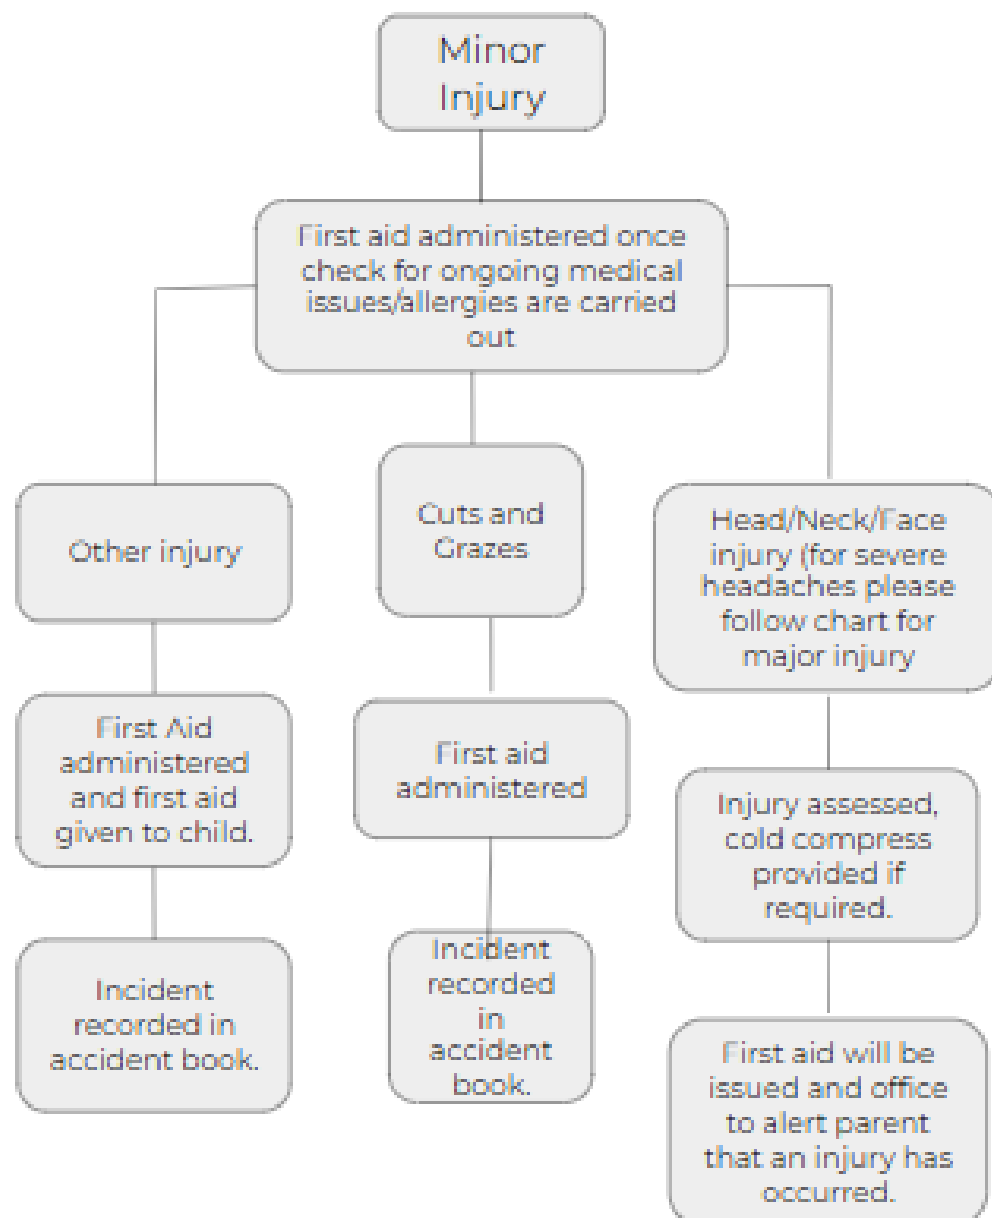 Minor
Injury
First aid administered once
check for ongoing medical
issues/allergies are carried
out
Other injury
First Aid
administered
and first aid
given to child.
Incident
recorded in
accident book.
Cuts and
Grazes
First aid
administered
Incident
recorded
in
accident
book.
Head/Neck/Face
injury (for severe
headaches please
follow chart for
major injury
Injury assessed,
cold compress
provided if
required.
First aid will be
issued and office
to alert parent
that an injury has
occurred.